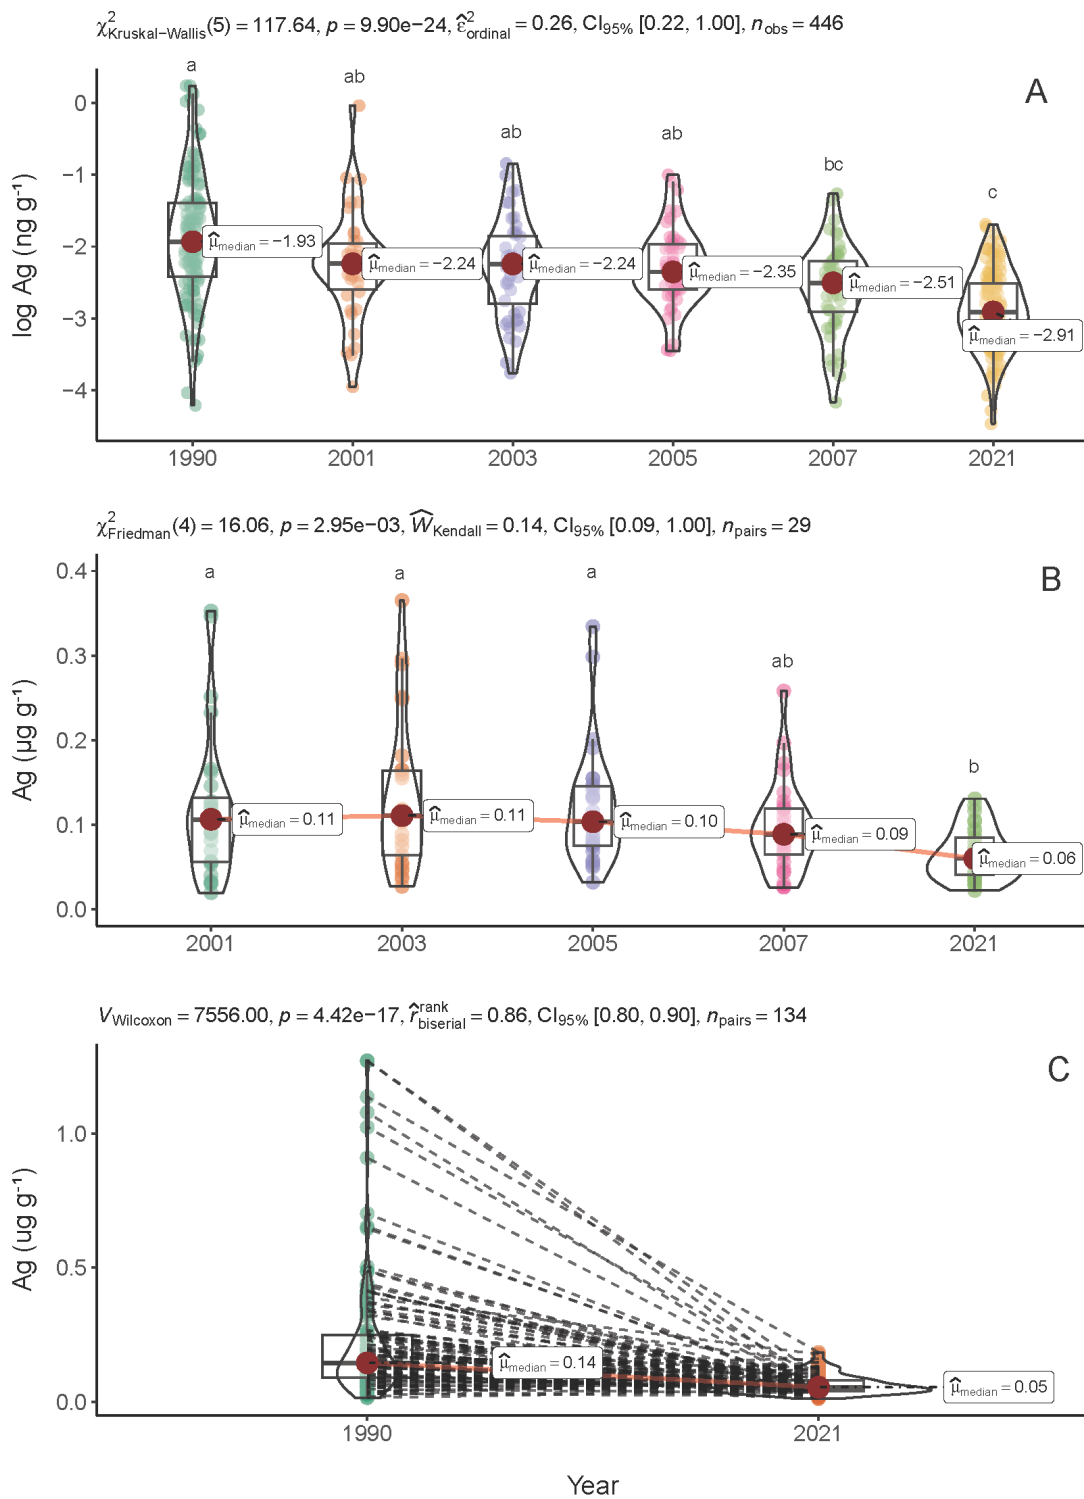 χ²Kruskal−Wallis(5) = 117.64, p = 9.90e−24, ε̂²ordinal = 0.26, CI95% [0.22, 1.00], nobs = 446
A
a ab ab ab bc c
log Ag (ng g⁻¹)
0
−1
−2
−3
−4
μ̂median = −1.93
μ̂median = −2.24
μ̂median = −2.24
μ̂median = −2.35
μ̂median = −2.51
μ̂median = −2.91
1990 2001 2003 2005 2007 2021
χ²Friedman(4) = 16.06, p = 2.95e−03, ŴKendall = 0.14, CI95% [0.09, 1.00], npairs = 29
B
a a a ab b
Ag (µg g⁻¹)
0.4
0.3
0.2
0.1
0.0
μ̂median = 0.11
μ̂median = 0.11
μ̂median = 0.10
μ̂median = 0.09
μ̂median = 0.06
2001 2003 2005 2007 2021
VWilcoxon = 7556.00, p = 4.42e−17, r̂rankbiserial = 0.86, CI95% [0.80, 0.90], npairs = 134
C
Ag (ug g⁻¹)
1.0
0.5
0.0
μ̂median = 0.14
μ̂median = 0.05
1990 2021
Year